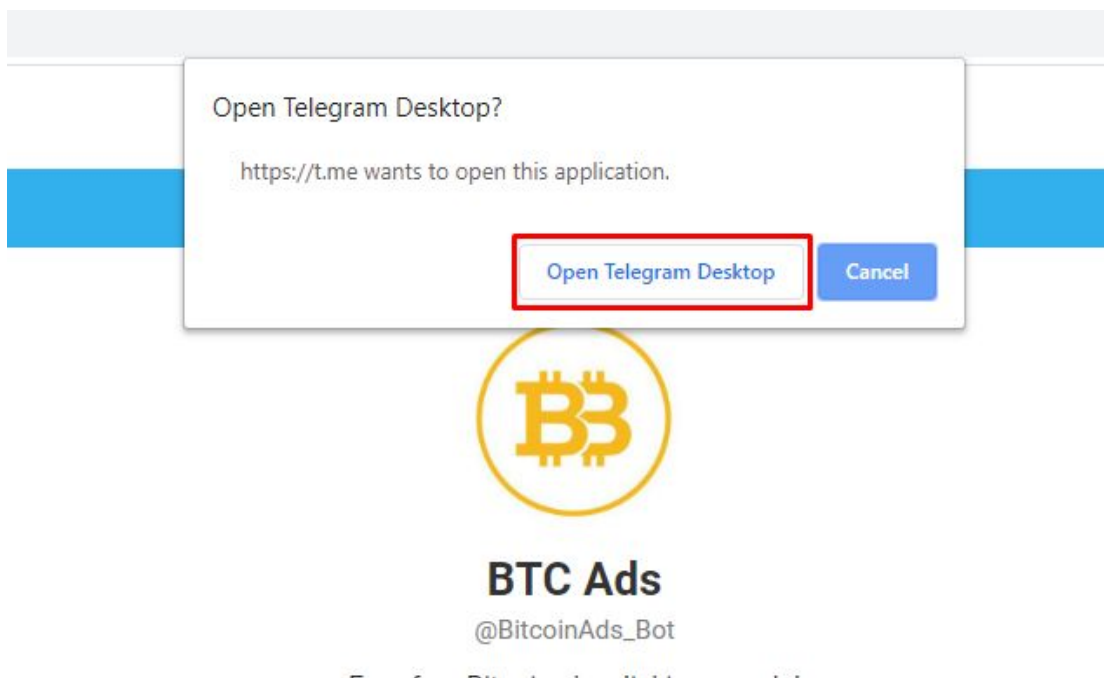 Open Telegram Desktop?
https://t.me wants to open this application.
Open Telegram Desktop Cancel
BTC Ads
@BitcoinAds_Bot